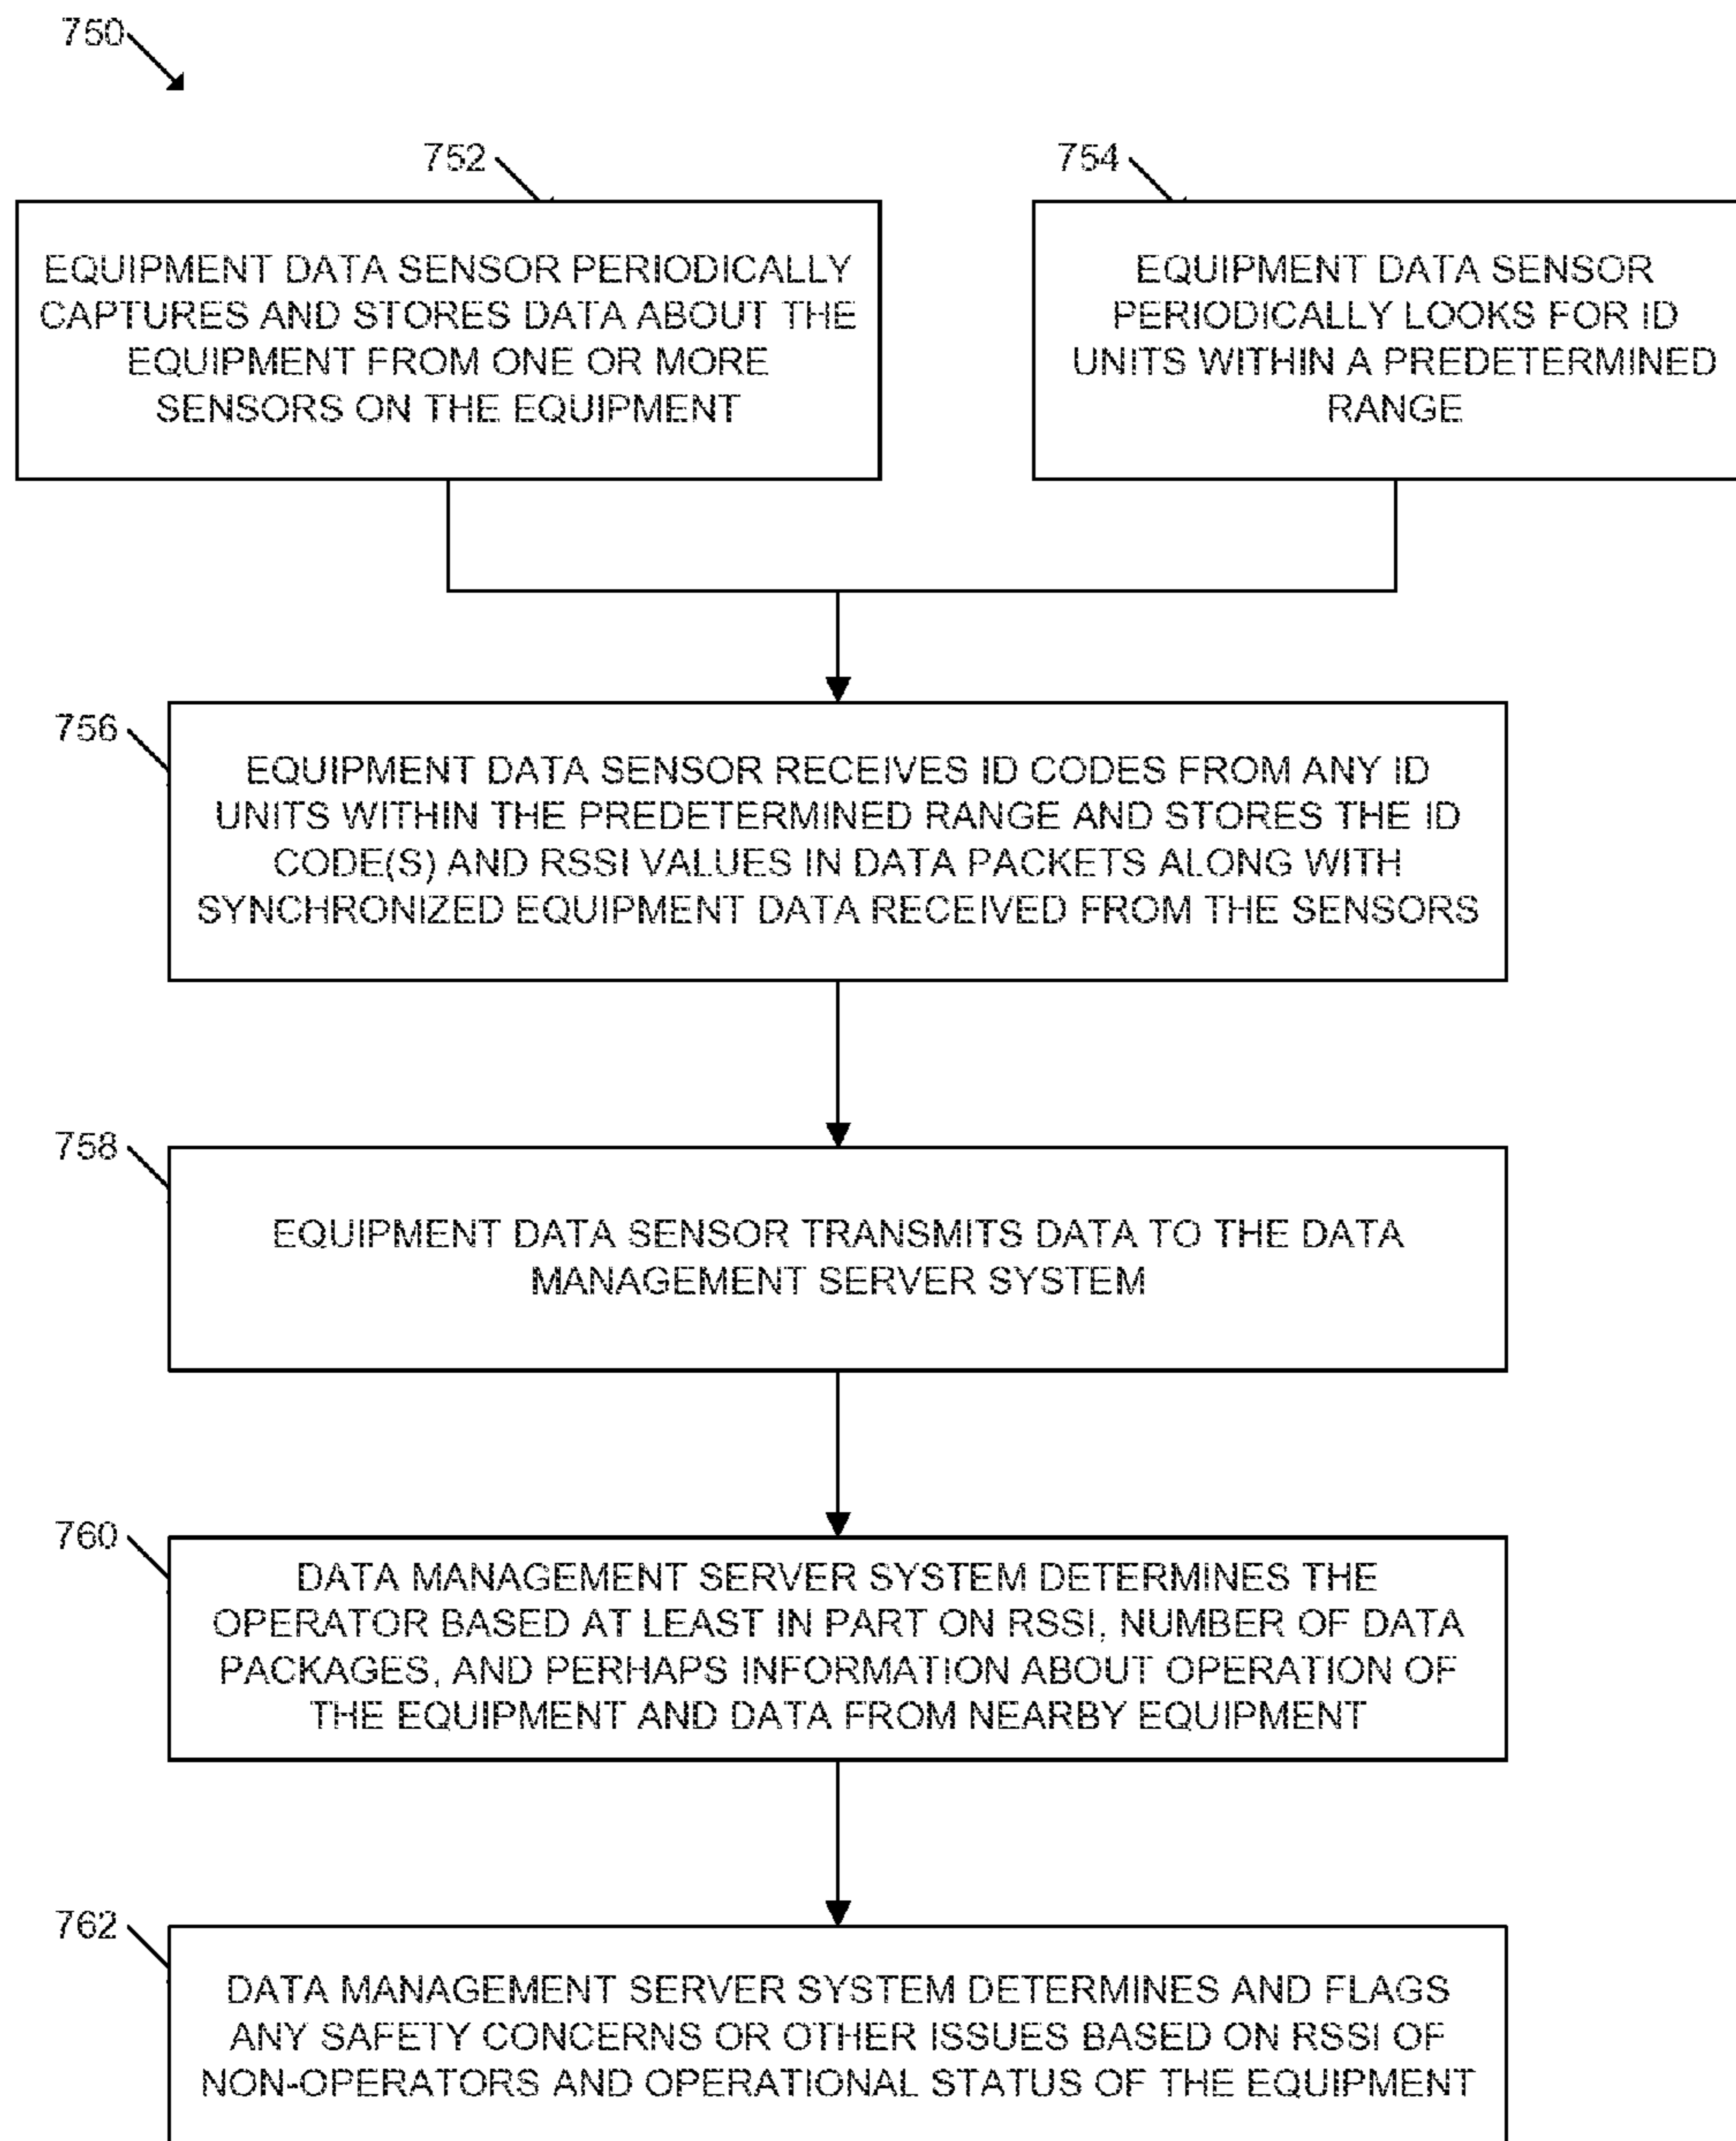 750
752
EQUIPMENT DATA SENSOR PERIODICALLY
CAPTURES AND STORES DATA ABOUT THE
EQUIPMENT FROM ONE OR MORE
SENSORS ON THE EQUIPMENT
754
EQUIPMENT DATA SENSOR
PERIODICALLY LOOKS FOR ID
UNITS WITHIN A PREDETERMINED
RANGE
756
EQUIPMENT DATA SENSOR RECEIVES ID CODES FROM ANY ID
UNITS WITHIN THE PREDETERMINED RANGE AND STORES THE ID
CODE(S) AND RSSI VALUES IN DATA PACKETS ALONG WITH
SYNCHRONIZED EQUIPMENT DATA RECEIVED FROM THE SENSORS
758
EQUIPMENT DATA SENSOR TRANSMITS DATA TO THE DATA
MANAGEMENT SERVER SYSTEM
760
DATA MANAGEMENT SERVER SYSTEM DETERMINES THE
OPERATOR BASED AT LEAST IN PART ON RSSI, NUMBER OF DATA
PACKAGES, AND PERHAPS INFORMATION ABOUT OPERATION OF
THE EQUIPMENT AND DATA FROM NEARBY EQUIPMENT
762
DATA MANAGEMENT SERVER SYSTEM DETERMINES AND FLAGS
ANY SAFETY CONCERNS OR OTHER ISSUES BASED ON RSSI OF
NON-OPERATORS AND OPERATIONAL STATUS OF THE EQUIPMENT